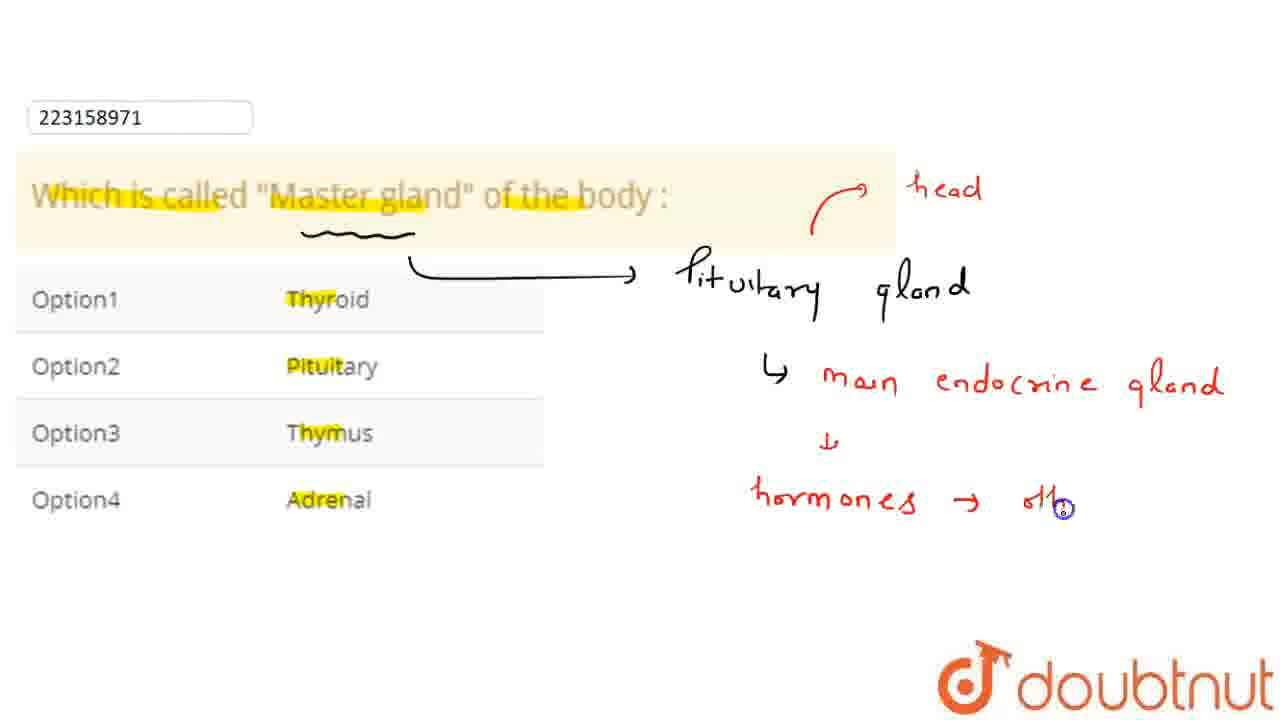 223158971
Which is called "Master gland" of the body :
head
Pituitary gland
Option1 Thyroid
Option2 Pituitary
main endocrine gland
Option3 Thymus
Option4 Adrenal
hormones → oth
doubtnut